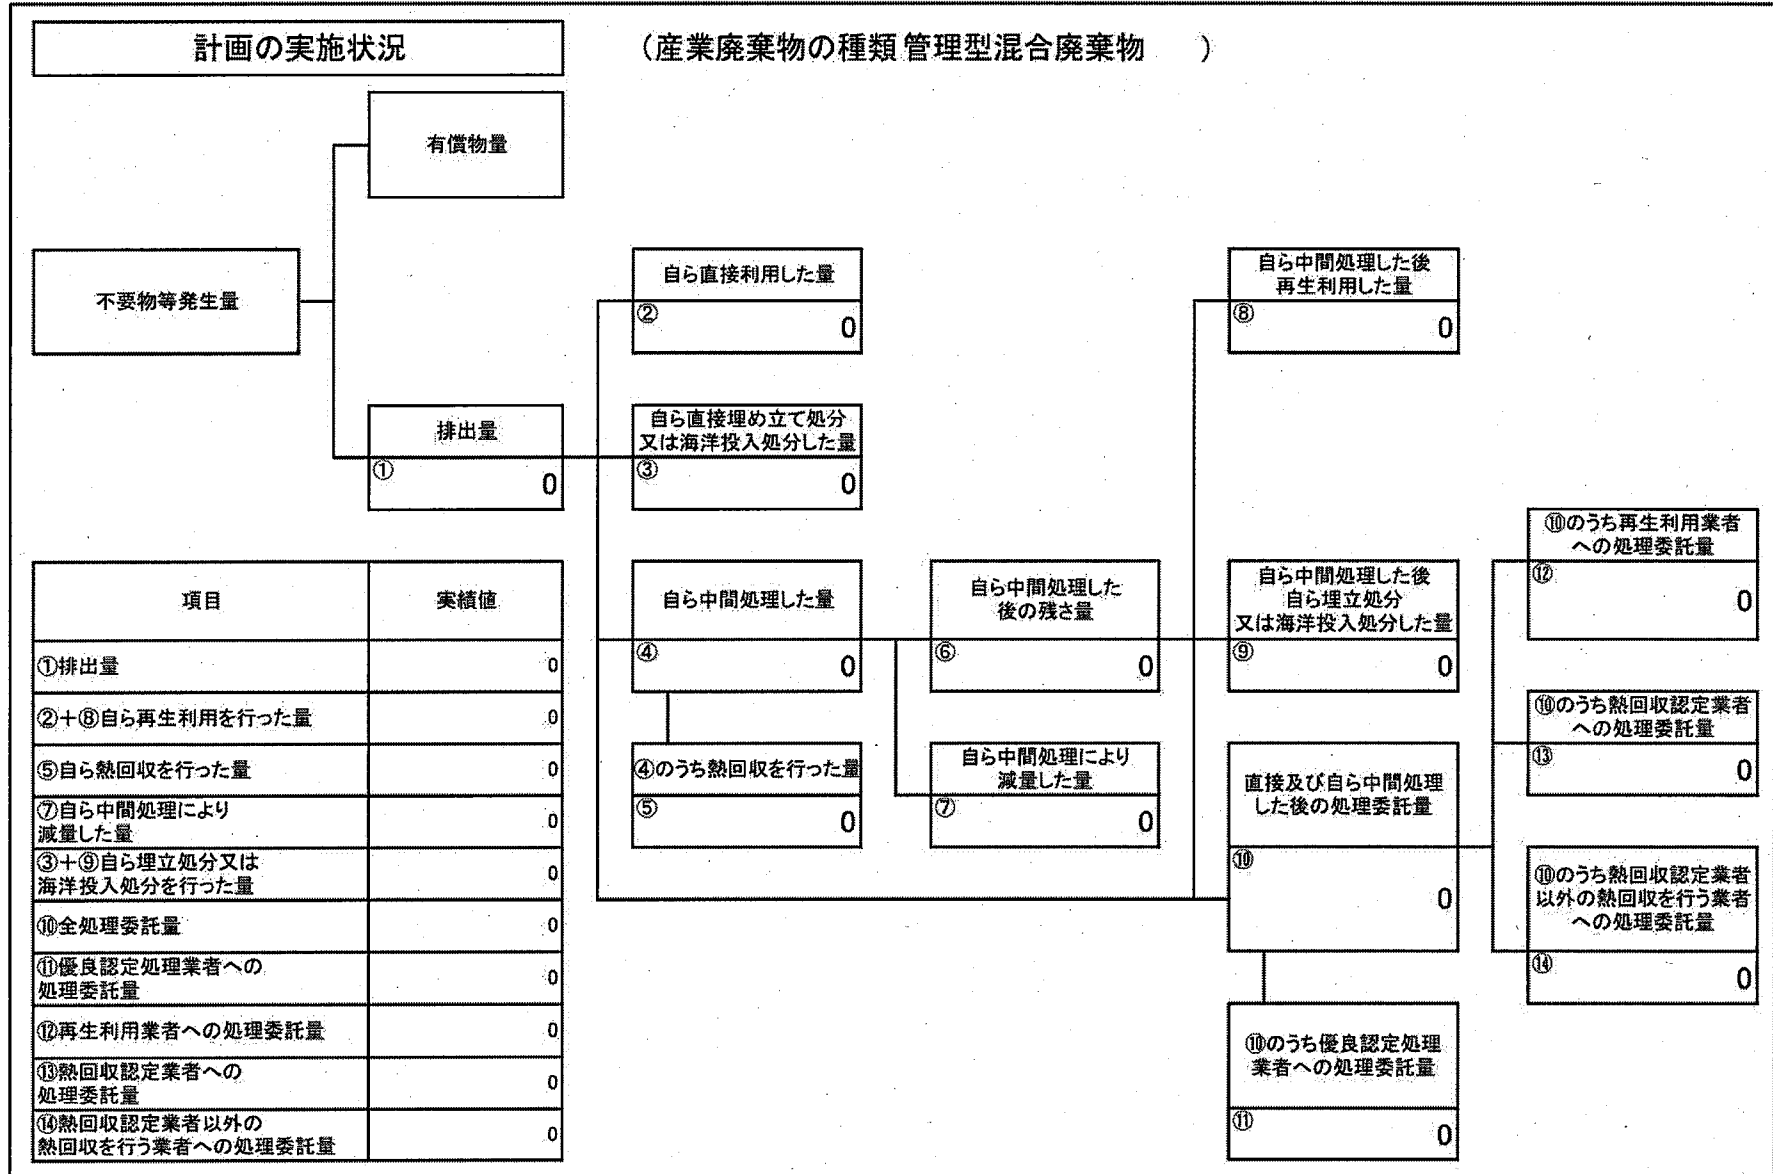 計画の実施状況
（産業廃棄物の種類 管理型混合廃棄物　　）
有償物量
不要物等発生量
排出量
①
0
自ら直接利用した量
②
0
自ら直接埋め立て処分
又は海洋投入処分した量
③
0
自ら中間処理した量
④
0
④のうち熱回収を行った量
⑤
0
自ら中間処理した
後の残さ量
⑥
0
自ら中間処理により
減量した量
⑦
0
自ら中間処理した後
再生利用した量
⑧
0
自ら中間処理した後
自ら埋立処分
又は海洋投入処分した量
⑨
0
直接及び自ら中間処理
した後の処理委託量
⑩
0
⑩のうち優良認定処理
業者への処理委託量
⑪
0
⑩のうち再生利用業者
への処理委託量
⑫
0
⑩のうち熱回収認定業者
への処理委託量
⑬
0
⑩のうち熱回収認定業者
以外の熱回収を行う業者
への処理委託量
⑭
0
項目 実績値
①排出量 0
②＋⑧自ら再生利用を行った量 0
⑤自ら熱回収を行った量 0
⑦自ら中間処理により
減量した量 0
③＋⑨自ら埋立処分又は
海洋投入処分を行った量 0
⑩全処理委託量 0
⑪優良認定処理業者への
処理委託量 0
⑫再生利用業者への処理委託量 0
⑬熱回収認定業者への
処理委託量 0
⑭熱回収認定業者以外の
熱回収を行う業者への処理委託量 0